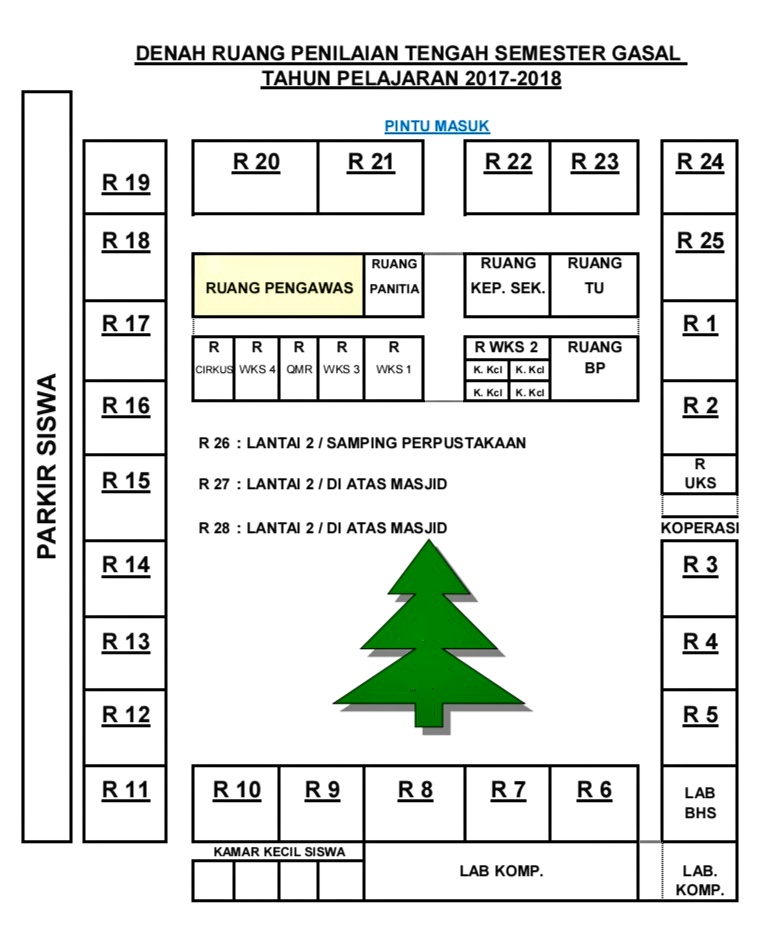 DENAH RUANG PENILAIAN TENGAH SEMESTER GASAL
TAHUN PELAJARAN 2017-2018
PINTU MASUK
R 19
R 20
R 21
R 22
R 23
R 24
R 18
R 25
RUANG PENGAWAS
RUANG
PANITIA
RUANG
KEP. SEK.
RUANG
TU
R 17
R 1
R
CIRKUS
R
WKS 4
R
QMR
R
WKS 3
R
WKS 1
R WKS 2
K. Kcl
K. Kcl
K. Kcl
K. Kcl
RUANG
BP
R 16
R 2
PARKIR SISWA
R 26 : LANTAI 2 / SAMPING PERPUSTAKAAN
R 27 : LANTAI 2 / DI ATAS MASJID
R 28 : LANTAI 2 / DI ATAS MASJID
R 15
R
UKS
KOPERASI
R 14
R 3
R 13
R 4
R 12
R 5
R 11
R 10
R 9
R 8
R 7
R 6
LAB
BHS
KAMAR KECIL SISWA
LAB KOMP.
LAB.
KOMP.